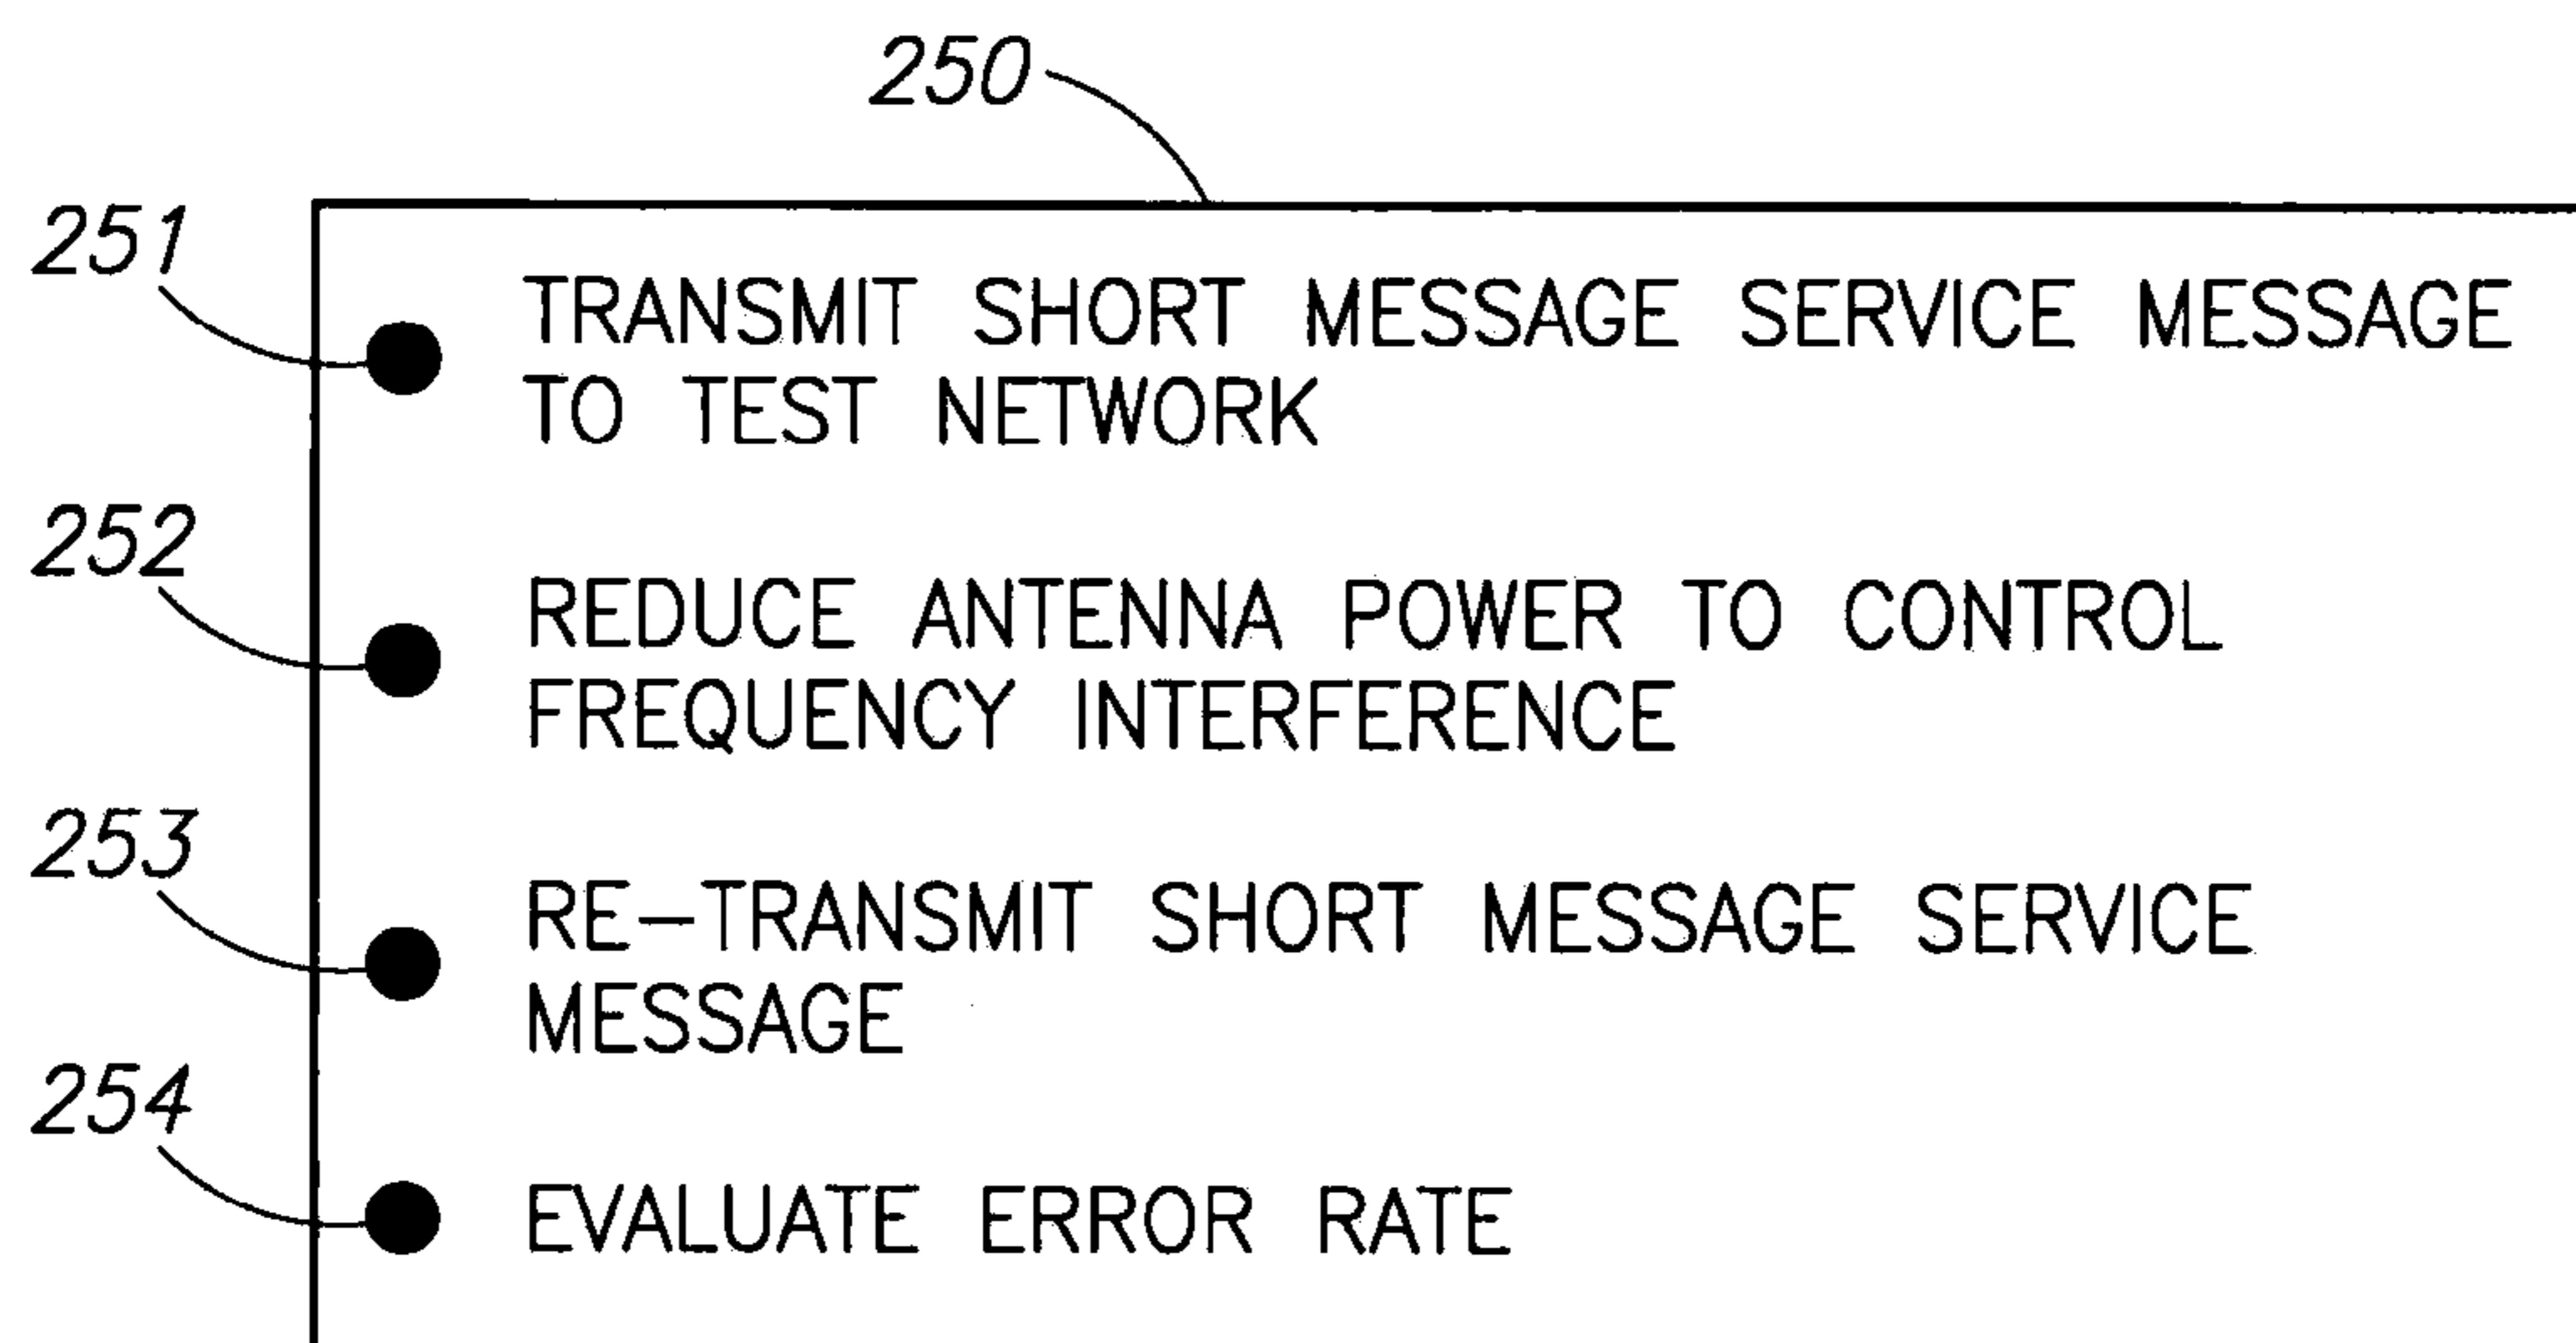 250
251
TRANSMIT SHORT MESSAGE SERVICE MESSAGE
TO TEST NETWORK
252
REDUCE ANTENNA POWER TO CONTROL
FREQUENCY INTERFERENCE
253
RE-TRANSMIT SHORT MESSAGE SERVICE
MESSAGE
254
EVALUATE ERROR RATE